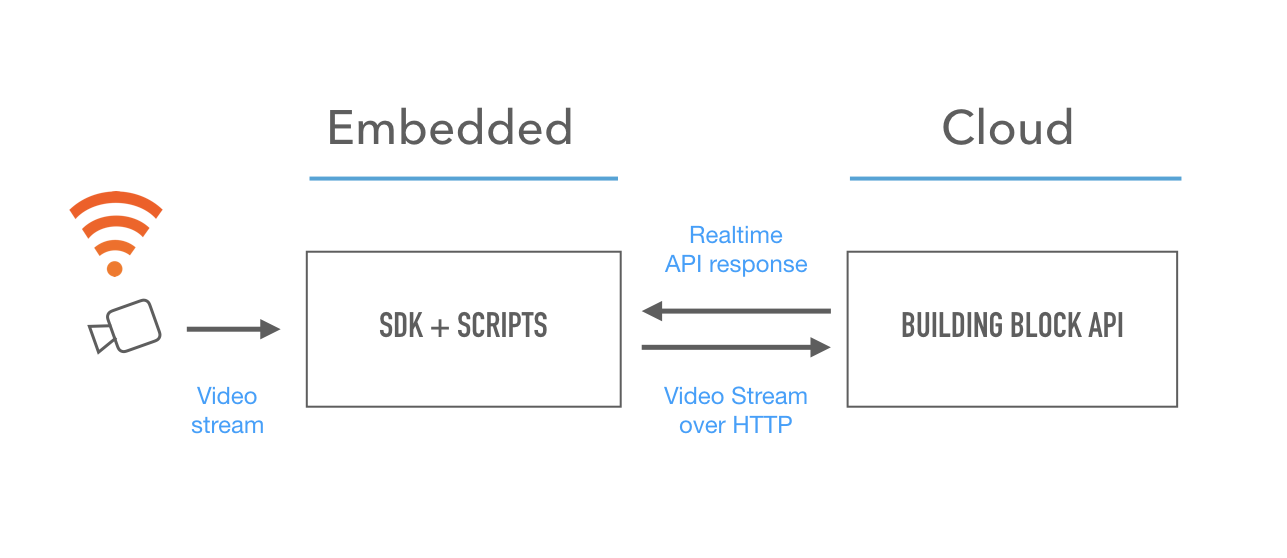 Embedded
Cloud
Realtime
API response
SDK + SCRIPTS
BUILDING BLOCK API
Video
stream
Video Stream
over HTTP